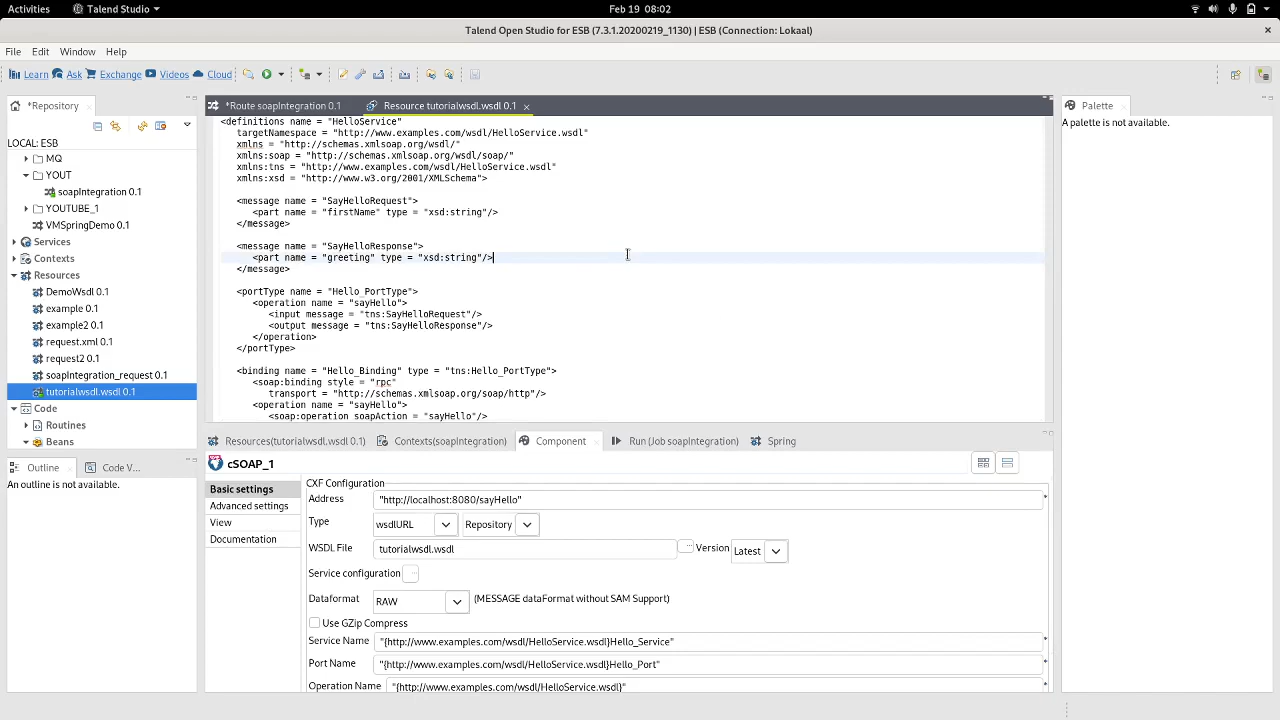 Activities Talend Studio Feb 19 08:02
Talend Open Studio for ESB (7.3.1.20200219_1130) | ESB (Connection: Lokaal)
File Edit Window Help
Learn Ask Exchange Videos Cloud
*Repository
LOCAL: ESB
MQ
YOUT
soapIntegration 0.1
YOUTUBE_1
VMSpringDemo 0.1
Services
Contexts
Resources
DemoWsdl 0.1
example 0.1
example2 0.1
request.xml 0.1
request2 0.1
soapIntegration_request 0.1
tutorialwsdl.wsdl 0.1
Code
Routines
Beans
Outline Code V...
An outline is not available.
*Route soapIntegration 0.1 Resource tutorialwsdl.wsdl 0.1
<definitions name = "HelloService"
targetNamespace = "http://www.examples.com/wsdl/HelloService.wsdl"
xmlns = "http://schemas.xmlsoap.org/wsdl/"
xmlns:soap = "http://schemas.xmlsoap.org/wsdl/soap/"
xmlns:tns = "http://www.examples.com/wsdl/HelloService.wsdl"
xmlns:xsd = "http://www.w3.org/2001/XMLSchema">
<message name = "SayHelloRequest">
<part name = "firstName" type = "xsd:string"/>
</message>
<message name = "SayHelloResponse">
<part name = "greeting" type = "xsd:string"/>
</message>
<portType name = "Hello_PortType">
<operation name = "sayHello">
<input message = "tns:SayHelloRequest"/>
<output message = "tns:SayHelloResponse"/>
</operation>
</portType>
<binding name = "Hello_Binding" type = "tns:Hello_PortType">
<soap:binding style = "rpc"
transport = "http://schemas.xmlsoap.org/soap/http"/>
<operation name = "sayHello">
<soap:operation soapAction = "sayHello"/>
Palette
A palette is not available.
Resources(tutorialwsdl.wsdl 0.1) Contexts(soapIntegration) Component Run (Job soapIntegration) Spring
cSOAP_1
Basic settings
Advanced settings
View
Documentation
CXF Configuration
Address "http://localhost:8080/sayHello" *
Type wsdlURL Repository
WSDL File tutorialwsdl.wsdl ... Version Latest
Service configuration ...
Dataformat RAW (MESSAGE dataFormat without SAM Support)
Use GZip Compress
Service Name "{http://www.examples.com/wsdl/HelloService.wsdl}Hello_Service" *
Port Name "{http://www.examples.com/wsdl/HelloService.wsdl}Hello_Port" *
Operation Name "{http://www.examples.com/wsdl/HelloService.wsdl}" *